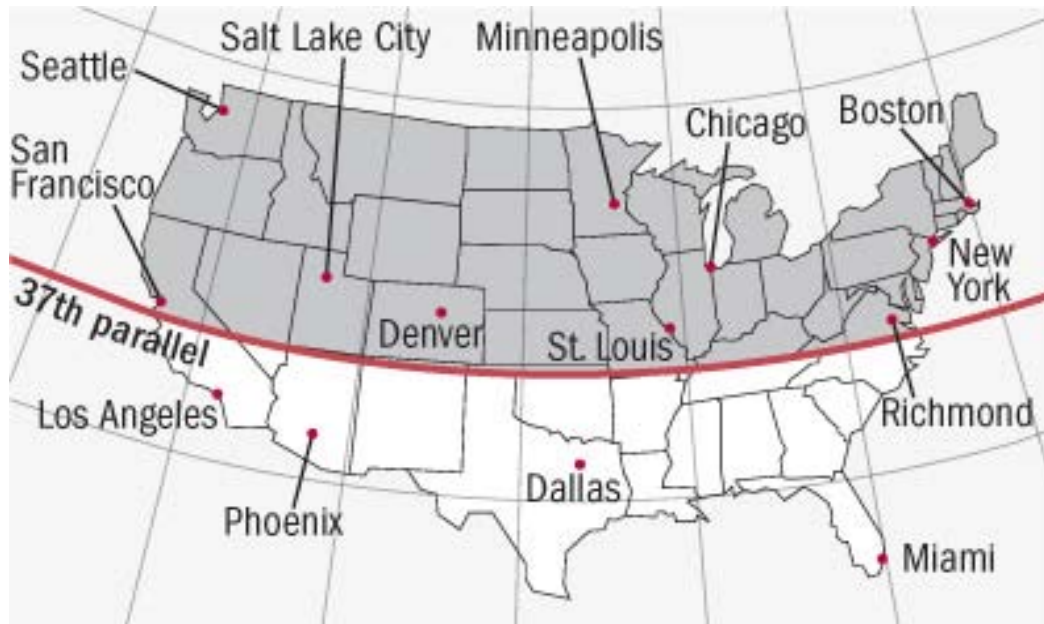 Salt Lake City
Minneapolis
Seattle
Boston
Chicago
San
Francisco
New
York
37th parallel
Denver
St. Louis
Los Angeles
Richmond
Dallas
Phoenix
Miami